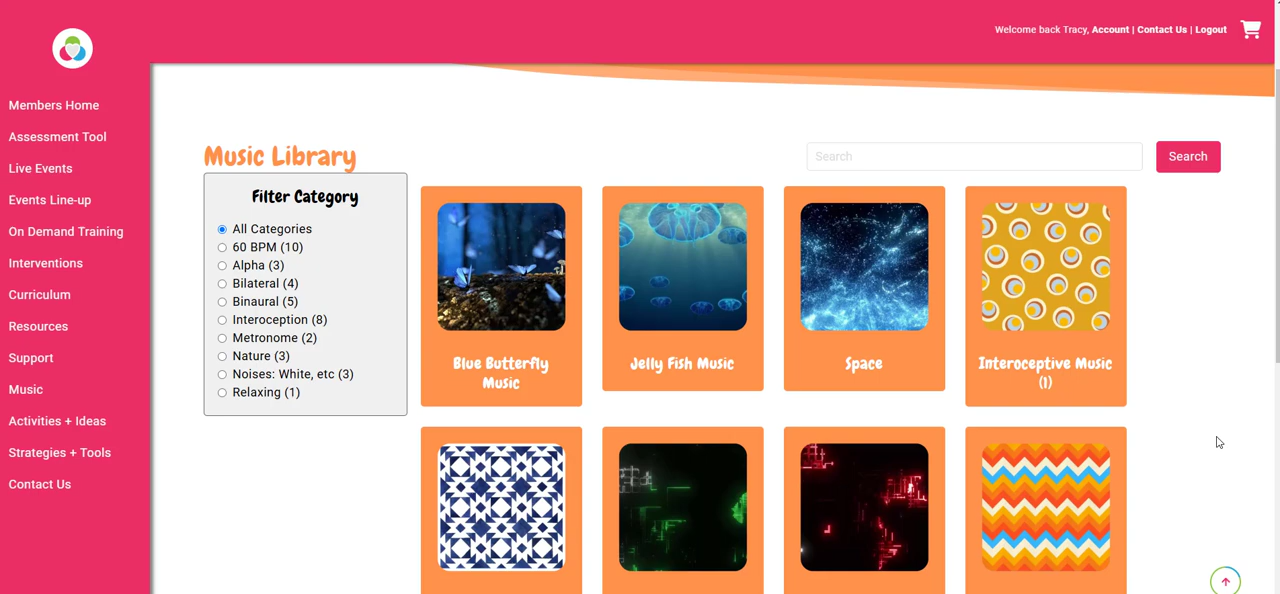 Welcome back Tracy, Account | Contact Us | Logout
Members Home
Assessment Tool
Live Events
Events Line-up
On Demand Training
Interventions
Curriculum
Resources
Support
Music
Activities + Ideas
Strategies + Tools
Contact Us
Music Library
Search
Search
Filter Category
All Categories
60 BPM (10)
Alpha (3)
Bilateral (4)
Binaural (5)
Interoception (8)
Metronome (2)
Nature (3)
Noises: White, etc (3)
Relaxing (1)
Blue Butterfly
Music
Jelly Fish Music
Space
Interoceptive Music
(1)